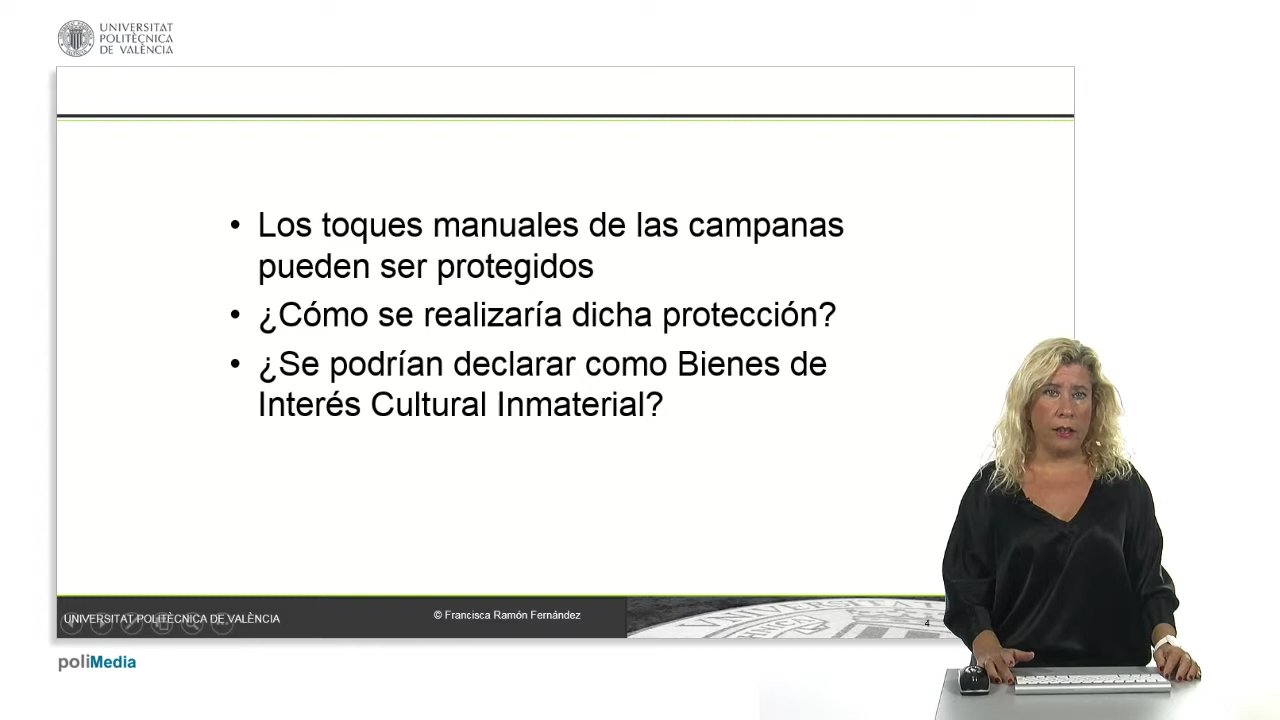 UNIVERSITAT
POLITÈCNICA
DE VALÈNCIA
• Los toques manuales de las campanas
pueden ser protegidos
• ¿Cómo se realizaría dicha protección?
• ¿Se podrían declarar como Bienes de
Interés Cultural Inmaterial?
UNIVERSITAT POLITÈCNICA DE VALÈNCIA
© Francisca Ramón Fernández
4
poliMedia